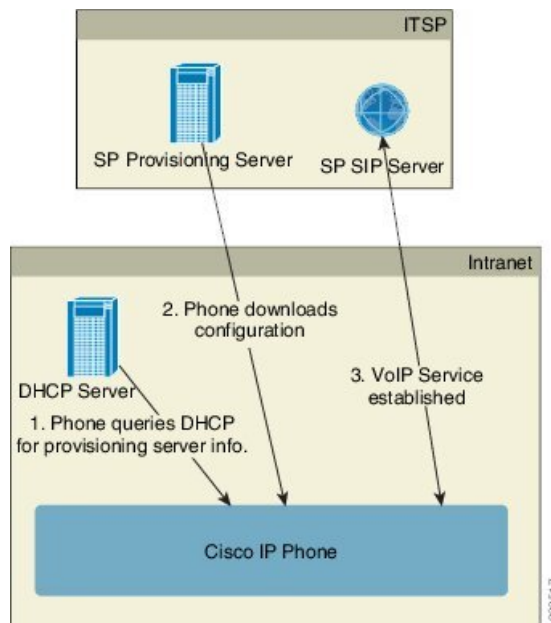 ITSP
SP Provisioning Server
SP SIP Server
Intranet
2. Phone downloads
configuration
DHCP Server
3. VoIP Service
established
1. Phone queries DHCP
for provisioning server info.
Cisco IP Phone